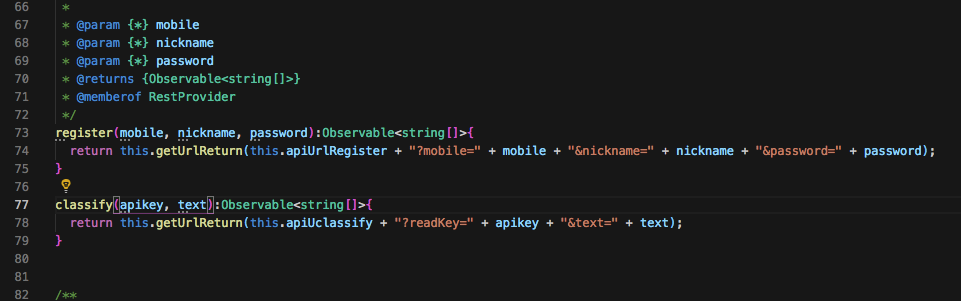 66 *
67 * @param {*} mobile
68 * @param {*} nickname
69 * @param {*} password
70 * @returns {Observable<string[]>}
71 * @memberof RestProvider
72 */
73 register(mobile, nickname, password):Observable<string[]>{
74 return this.getUrlReturn(this.apiUrlRegister + "?mobile=" + mobile + "&nickname=" + nickname + "&password=" + password);
75 }
76
77 classify(apikey, text):Observable<string[]>{
78 return this.getUrlReturn(this.apiUclassify + "?readKey=" + apikey + "&text=" + text);
79 }
80
81
82 /**